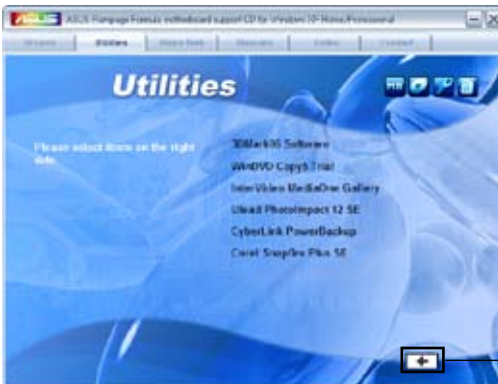 ASUS
ASUS Rampage Formula motherboard support CD for Windows XP Home/Professional
Drivers Utilities Make Disk Manuals Video Contact
Utilities
Please select items on the right side.
3DMark06 Software
WinDVD Copy5 Trial
InterVideo MediaOne Gallery
Ulead PhotoImpact 12 SE
CyberLink PowerBackup
Corel Snapfire Plus SE